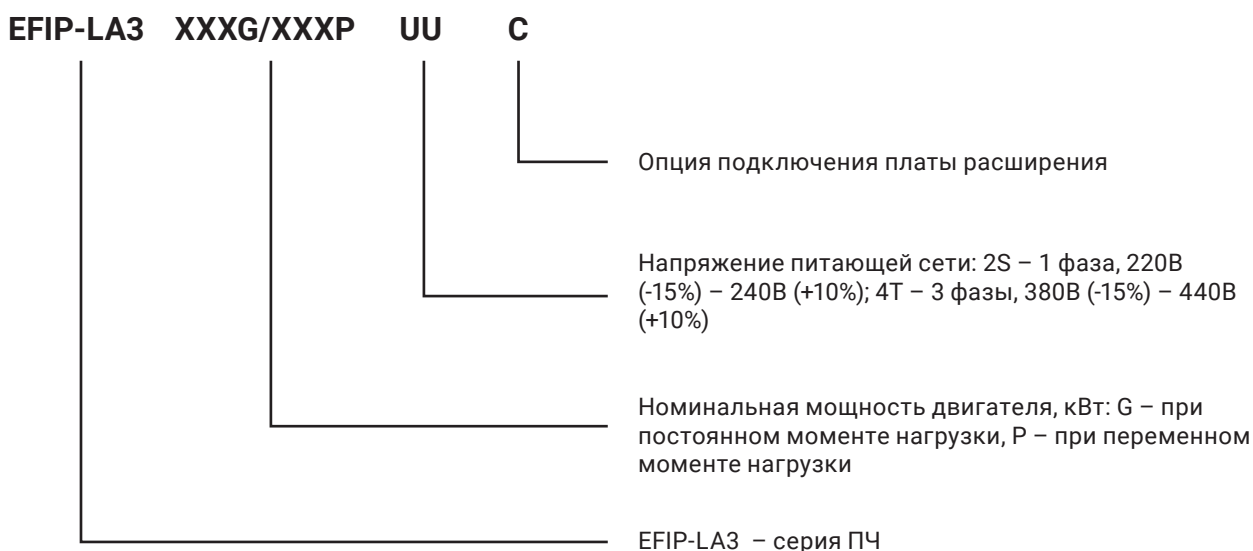 EFIP-LA3 XXXG/XXXP UU C
Опция подключения платы расширения
Напряжение питающей сети: 2S – 1 фаза, 220В
(-15%) – 240В (+10%); 4T – 3 фазы, 380В (-15%) – 440В
(+10%)
Номинальная мощность двигателя, кВт: G – при
постоянном моменте нагрузки, P – при переменном
моменте нагрузки
EFIP-LA3 – серия ПЧ